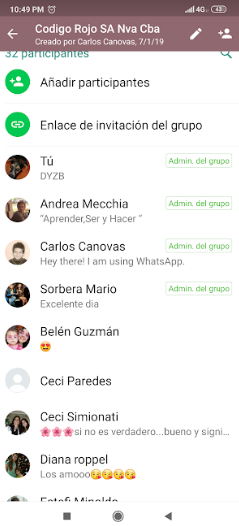 10:49 PM 4G 48
Codigo Rojo SA Nva Cba
Creado por Carlos Canovas, 7/1/19
32 participantes
Añadir participantes
Enlace de invitación del grupo
Tú Admin. del grupo
DYZB
Andrea Mecchia Admin. del grupo
“Aprender,Ser y Hacer ”
Carlos Canovas Admin. del grupo
Hey there! I am using WhatsApp.
Sorbera Mario Admin. del grupo
Excelente dia
Belén Guzmán
😍
Ceci Paredes
Ceci Simionati
🌸🌸🌸si no es verdadero...bueno y signi...
Diana roppel
Los amooo😘😘😘😘